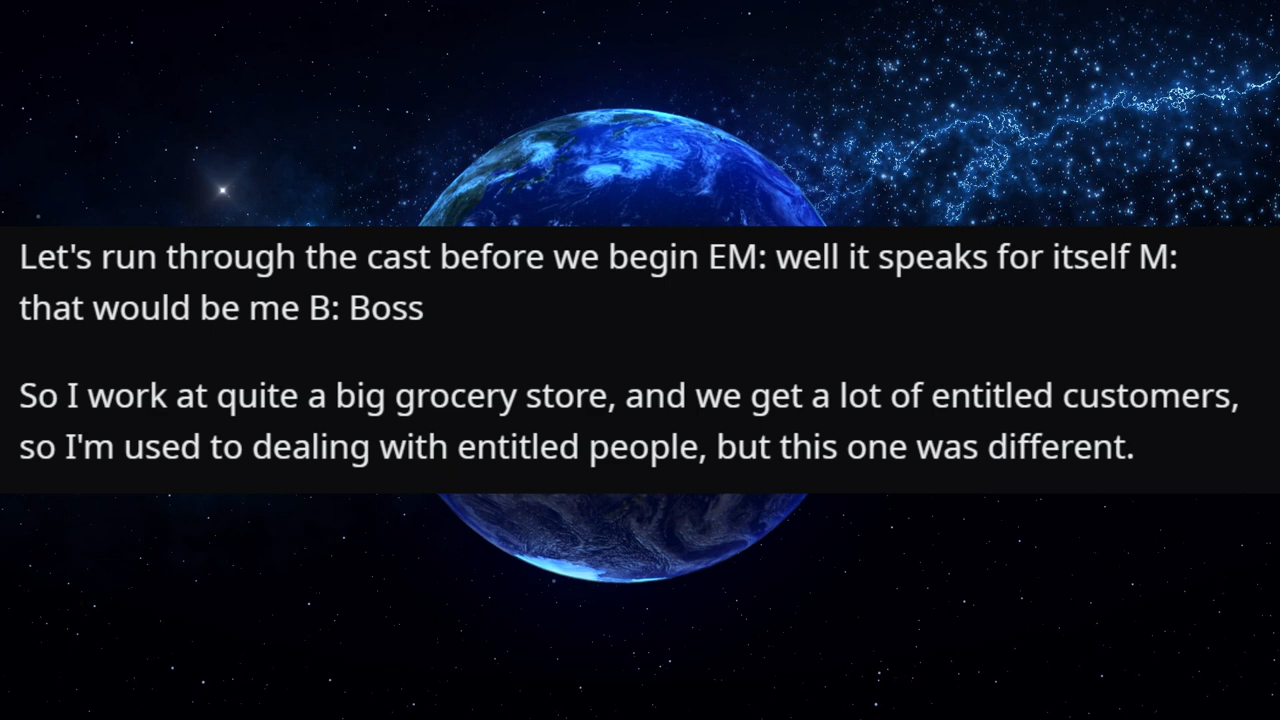 Let's run through the cast before we begin EM: well it speaks for itself M:
that would be me B: Boss
So I work at quite a big grocery store, and we get a lot of entitled customers,
so I'm used to dealing with entitled people, but this one was different.